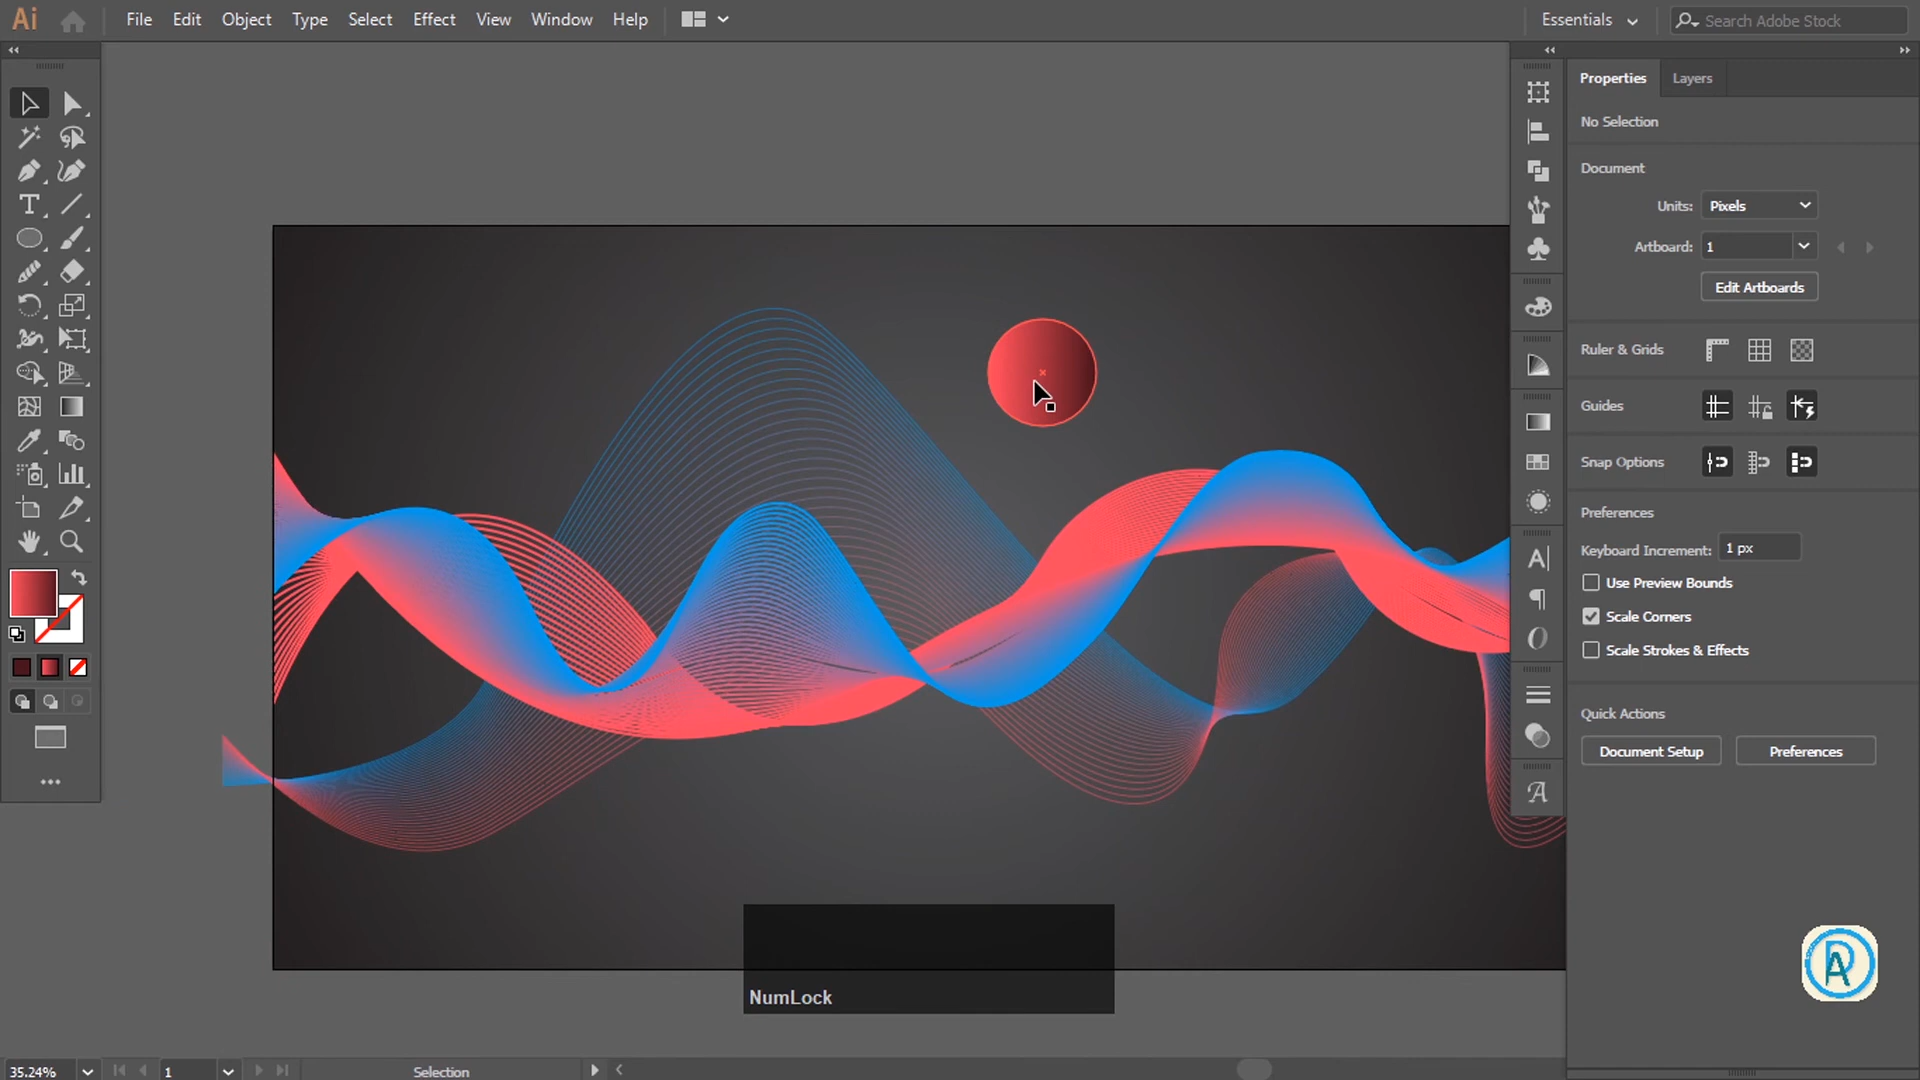 Ai File Edit Object Type Select Effect View Window Help Essentials Search Adobe Stock
Properties Layers
No Selection
Document
Units: Pixels
Artboard: 1
Edit Artboards
Ruler & Grids
Guides
Snap Options
Preferences
Keyboard Increment: 1 px
Use Preview Bounds
Scale Corners
Scale Strokes & Effects
Quick Actions
Document Setup Preferences
NumLock
35.24% 1 Selection